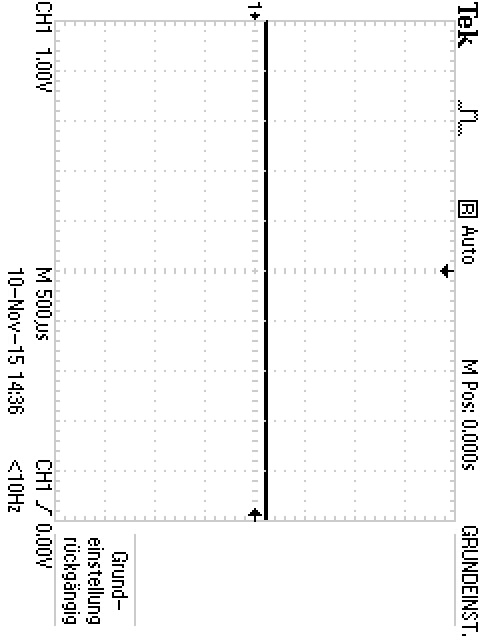 Tek R Auto M Pos: 0.000s GRUNDEINST.
1
Grund-
einstellung
rückgängig
CH1 1.00V M 500µs CH1 / 0.00V
10-Nov-15 14:36 <10Hz